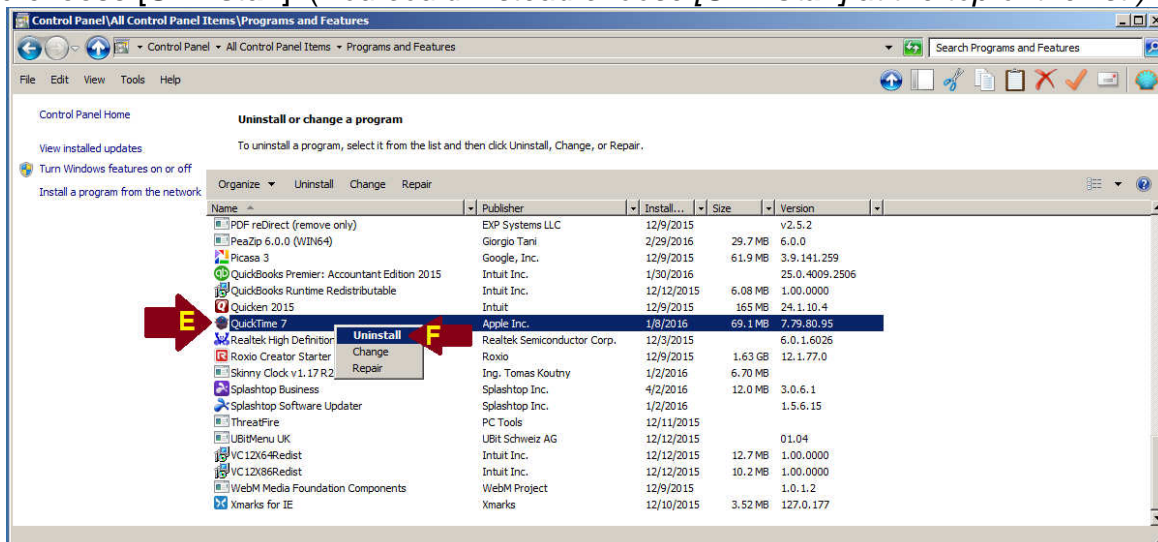 Control Panel\All Control Panel Items\Programs and Features
Control Panel All Control Panel Items Programs and Features
Search Programs and Features
File Edit View Tools Help
Control Panel Home
View installed updates
Turn Windows features on or off
Install a program from the network
Uninstall or change a program
To uninstall a program, select it from the list and then click Uninstall, Change, or Repair.
Organize Uninstall Change Repair
Name Publisher Install... Size Version
PDF reDirect (remove only) EXP Systems LLC 12/9/2015 v2.5.2
PeaZip 6.0.0 (WIN64) Giorgio Tani 2/29/2016 29.7 MB 6.0.0
Picasa 3 Google, Inc. 12/9/2015 61.9 MB 3.9.141.259
QuickBooks Premier: Accountant Edition 2015 Intuit Inc. 1/30/2016 25.0.4009.2506
QuickBooks Runtime Redistributable Intuit Inc. 12/12/2015 6.08 MB 1.00.0000
Quicken 2015 Intuit 12/9/2015 165 MB 24.1.10.4
E QuickTime 7 Apple Inc. 1/8/2016 69.1 MB 7.79.80.95
Uninstall F
Change
Repair
Realtek High Definition Realtek Semiconductor Corp. 12/3/2015 6.0.1.6026
Roxio Creator Starter Roxio 12/9/2015 1.63 GB 12.1.77.0
Skinny Clock v1.17 R2 Ing. Tomas Koutny 1/2/2016 6.70 MB
Splashtop Business Splashtop Inc. 4/2/2016 12.0 MB 3.0.6.1
Splashtop Software Updater Splashtop Inc. 1/2/2016 1.5.6.15
ThreatFire PC Tools 12/11/2015
UBitMenu UK UBit Schweiz AG 12/12/2015 01.04
VC12X64Redist Intuit Inc. 12/12/2015 12.7 MB 1.00.0000
VC12X86Redist Intuit Inc. 12/12/2015 10.2 MB 1.00.0000
WebM Media Foundation Components WebM Project 12/9/2015 1.0.1.2
Xmarks for IE Xmarks 12/10/2015 3.52 MB 127.0.177